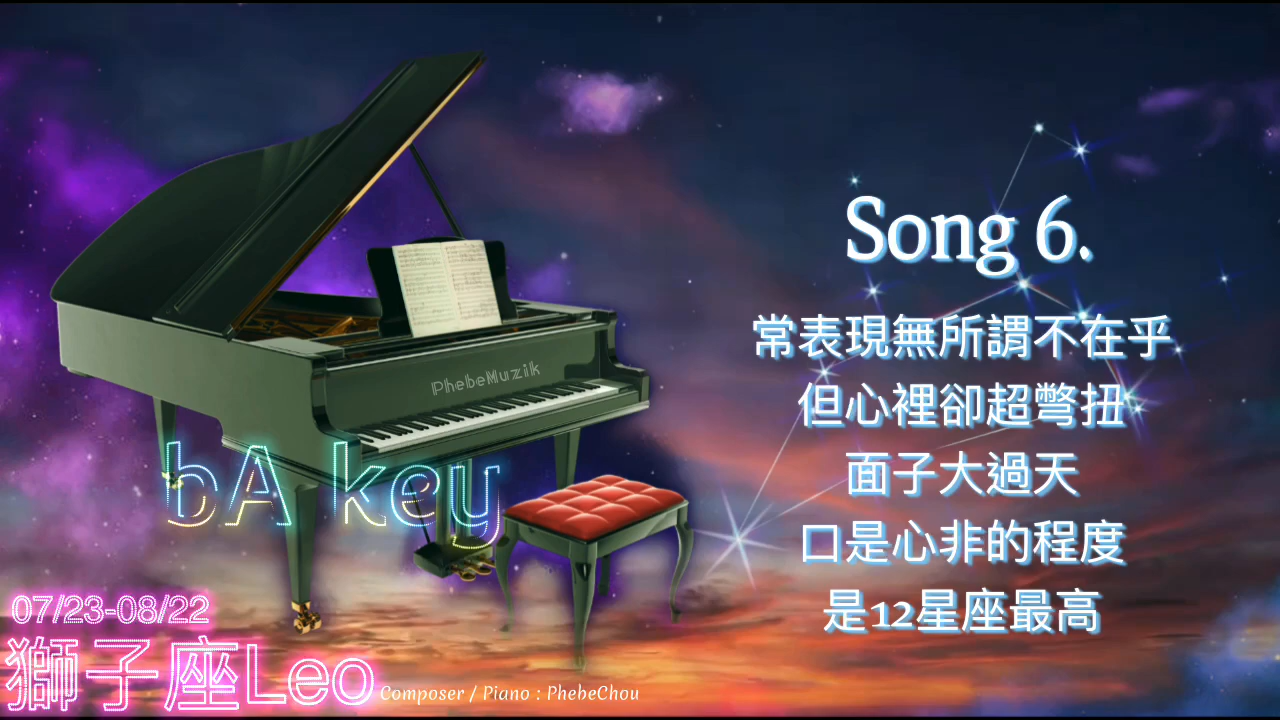 Song 6.
常表現無所謂不在乎
但心裡卻超彆扭
面子大過天
口是心非的程度
是12星座最高
PhebeMuzik
bA key
07/23-08/22
獅子座Leo
Composer / Piano : PhebeChou